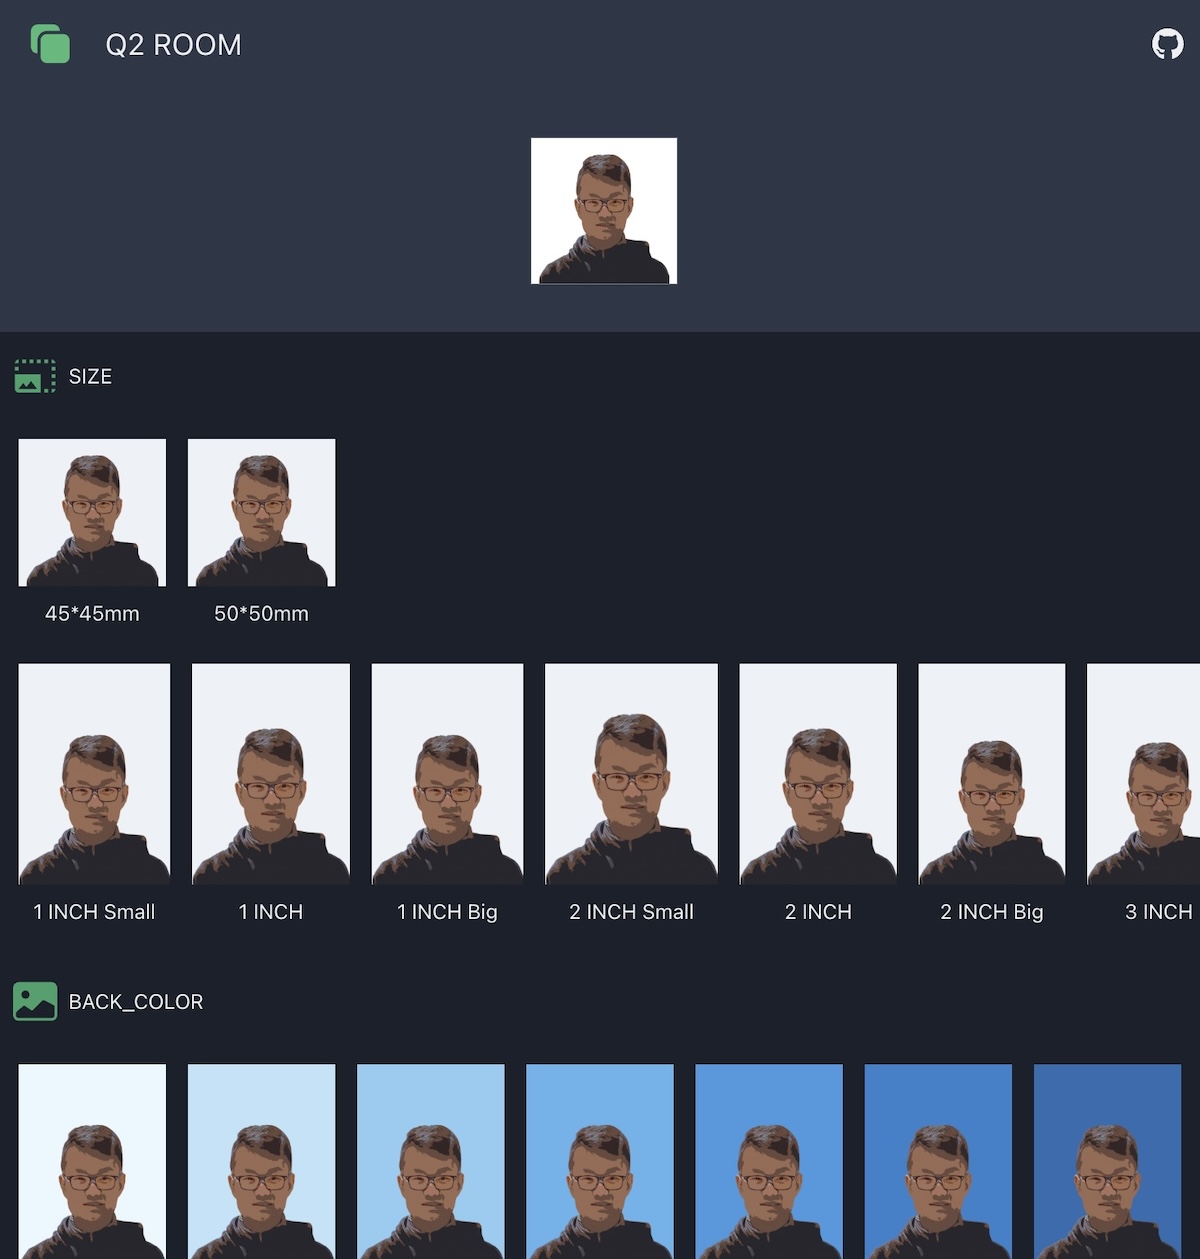 Q2 ROOM
SIZE
45*45mm
50*50mm
1 INCH Small
1 INCH
1 INCH Big
2 INCH Small
2 INCH
2 INCH Big
3 INCH
BACK_COLOR